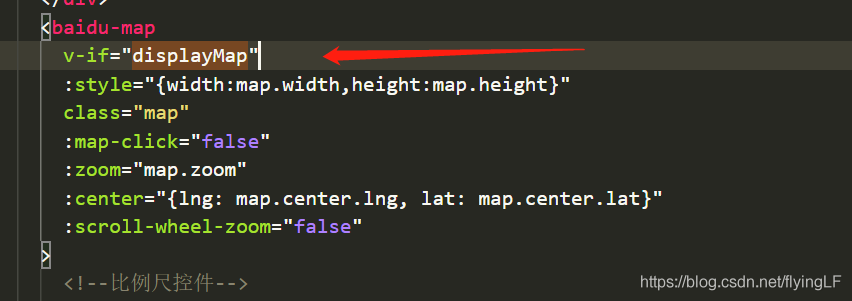 </div>
<baidu-map
v-if="displayMap"
:style="{width:map.width,height:map.height}"
class="map"
:map-click="false"
:zoom="map.zoom"
:center="{lng: map.center.lng, lat: map.center.lat}"
:scroll-wheel-zoom="false"
>
<!--比例尺控件-->
https://blog.csdn.net/flyingLF